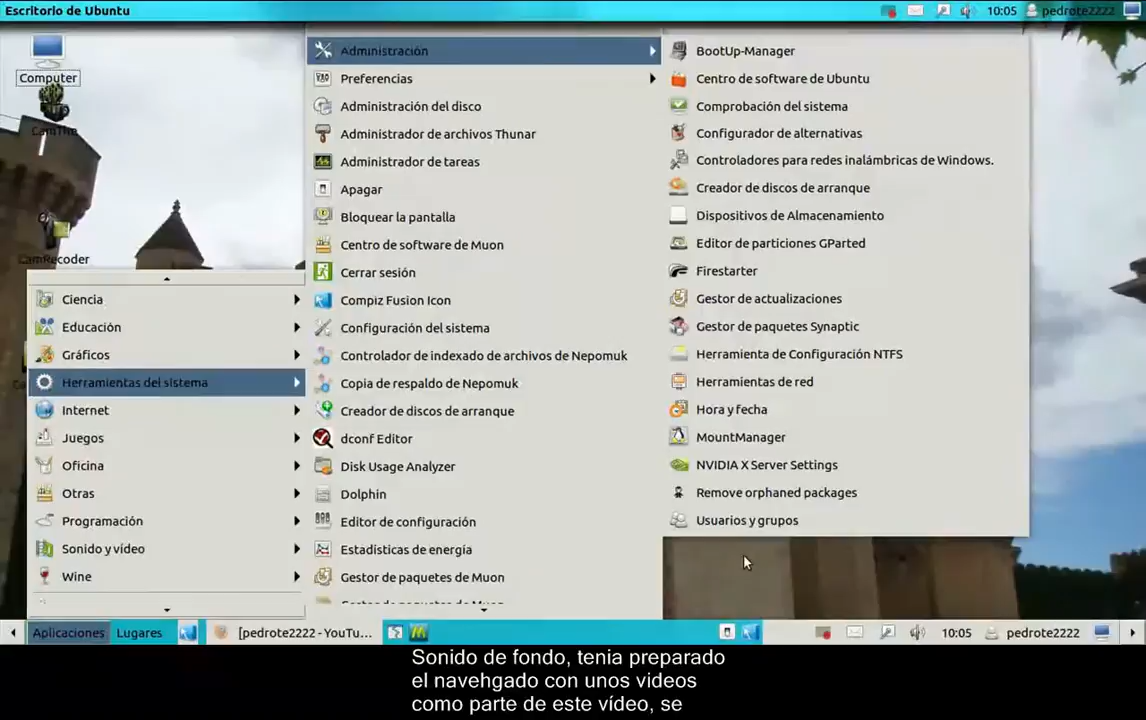 Escritorio de Ubuntu
10:05
pedrote2222
Computer
CamRecoder
Ciencia
Educación
Gráficos
Herramientas del sistema
Internet
Juegos
Oficina
Otras
Programación
Sonido y vídeo
Wine
Administración
Preferencias
Administración del disco
Administrador de archivos Thunar
Administrador de tareas
Apagar
Bloquear la pantalla
Centro de software de Muon
Cerrar sesión
Compiz Fusion Icon
Configuración del sistema
Controlador de indexado de archivos de Nepomuk
Copia de respaldo de Nepomuk
Creador de discos de arranque
dconf Editor
Disk Usage Analyzer
Dolphin
Editor de configuración
Estadísticas de energía
Gestor de paquetes de Muon
BootUp-Manager
Centro de software de Ubuntu
Comprobación del sistema
Configurador de alternativas
Controladores para redes inalámbricas de Windows.
Creador de discos de arranque
Dispositivos de Almacenamiento
Editor de particiones GParted
Firestarter
Gestor de actualizaciones
Gestor de paquetes Synaptic
Herramienta de Configuración NTFS
Herramientas de red
Hora y fecha
MountManager
NVIDIA X Server Settings
Remove orphaned packages
Usuarios y grupos
Aplicaciones
Lugares
[pedrote2222 - YouTu...
10:05
pedrote2222
Sonido de fondo, tenia preparado
el navehgado con unos videos
como parte de este vídeo, se